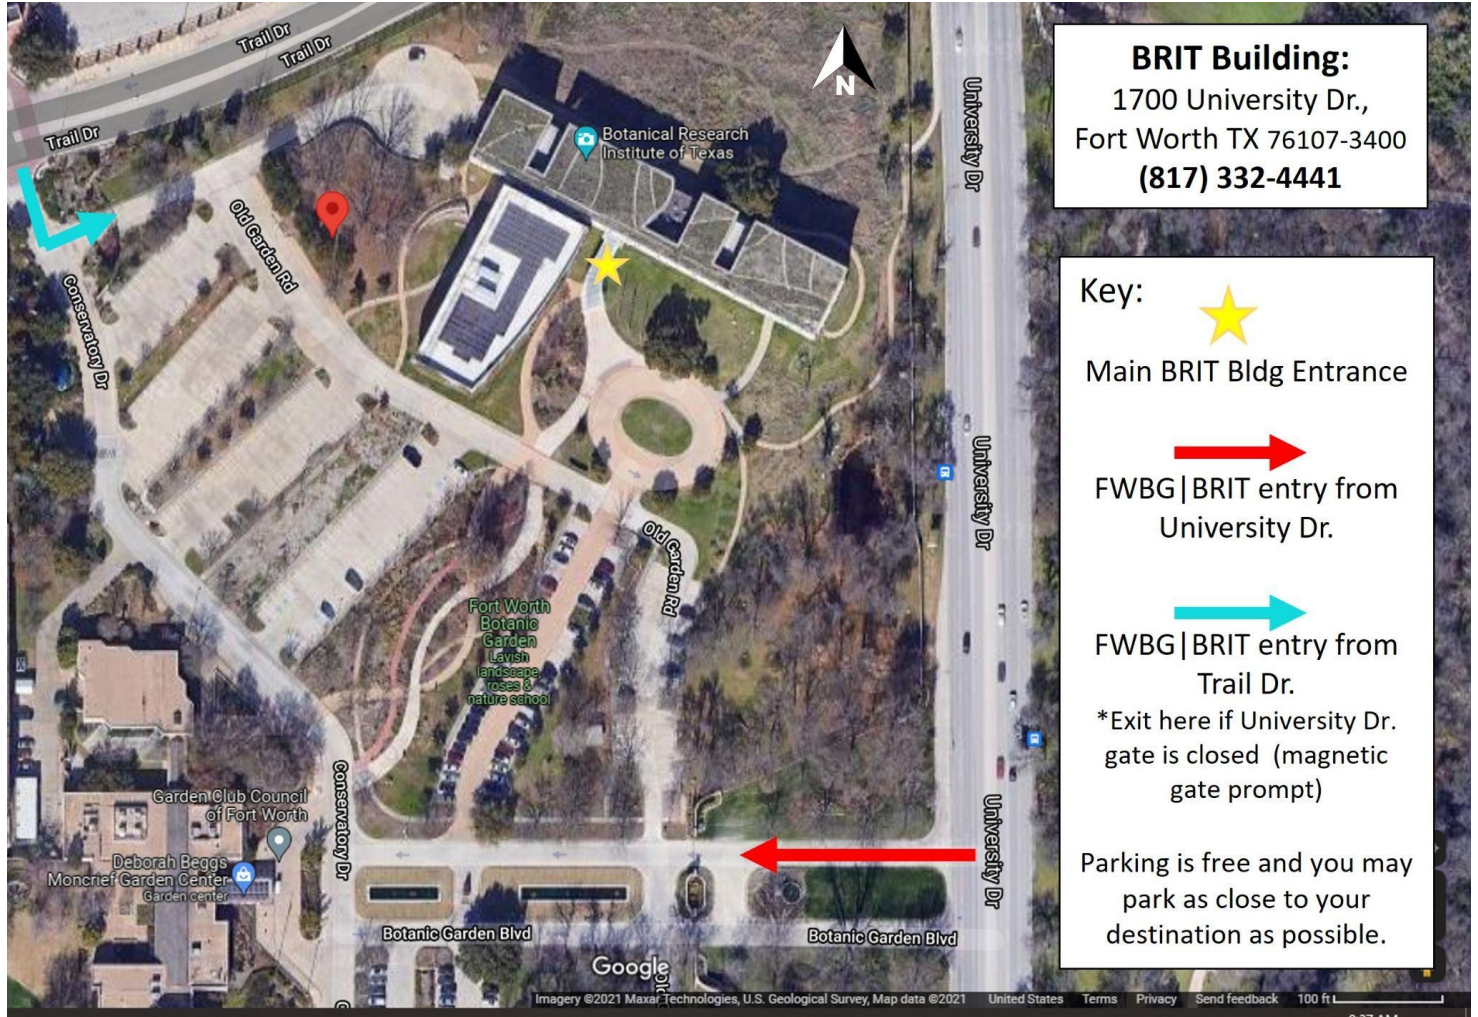 Trail Dr
Trail Dr
Trail Dr
N
University Dr
Botanical Research
Institute of Texas
Old Garden Rd
Conservatory Dr
University Dr
Old Garden Rd
Fort Worth
Botanic
Garden
Lavish
landscape,
roses &
nature school
Conservatory Dr
University Dr
Garden Club Council
of Fort Worth
Deborah Beggs
Moncrief Garden Center
Garden center
Botanic Garden Blvd
Botanic Garden Blvd
Google
Imagery ©2021 Maxar Technologies, U.S. Geological Survey, Map data ©2021 United States Terms Privacy Send feedback 100 ft
BRIT Building:
1700 University Dr.,
Fort Worth TX 76107-3400
(817) 332-4441
Key:
Main BRIT Bldg Entrance
FWBG|BRIT entry from
University Dr.
FWBG|BRIT entry from
Trail Dr.
*Exit here if University Dr.
gate is closed (magnetic
gate prompt)
Parking is free and you may
park as close to your
destination as possible.